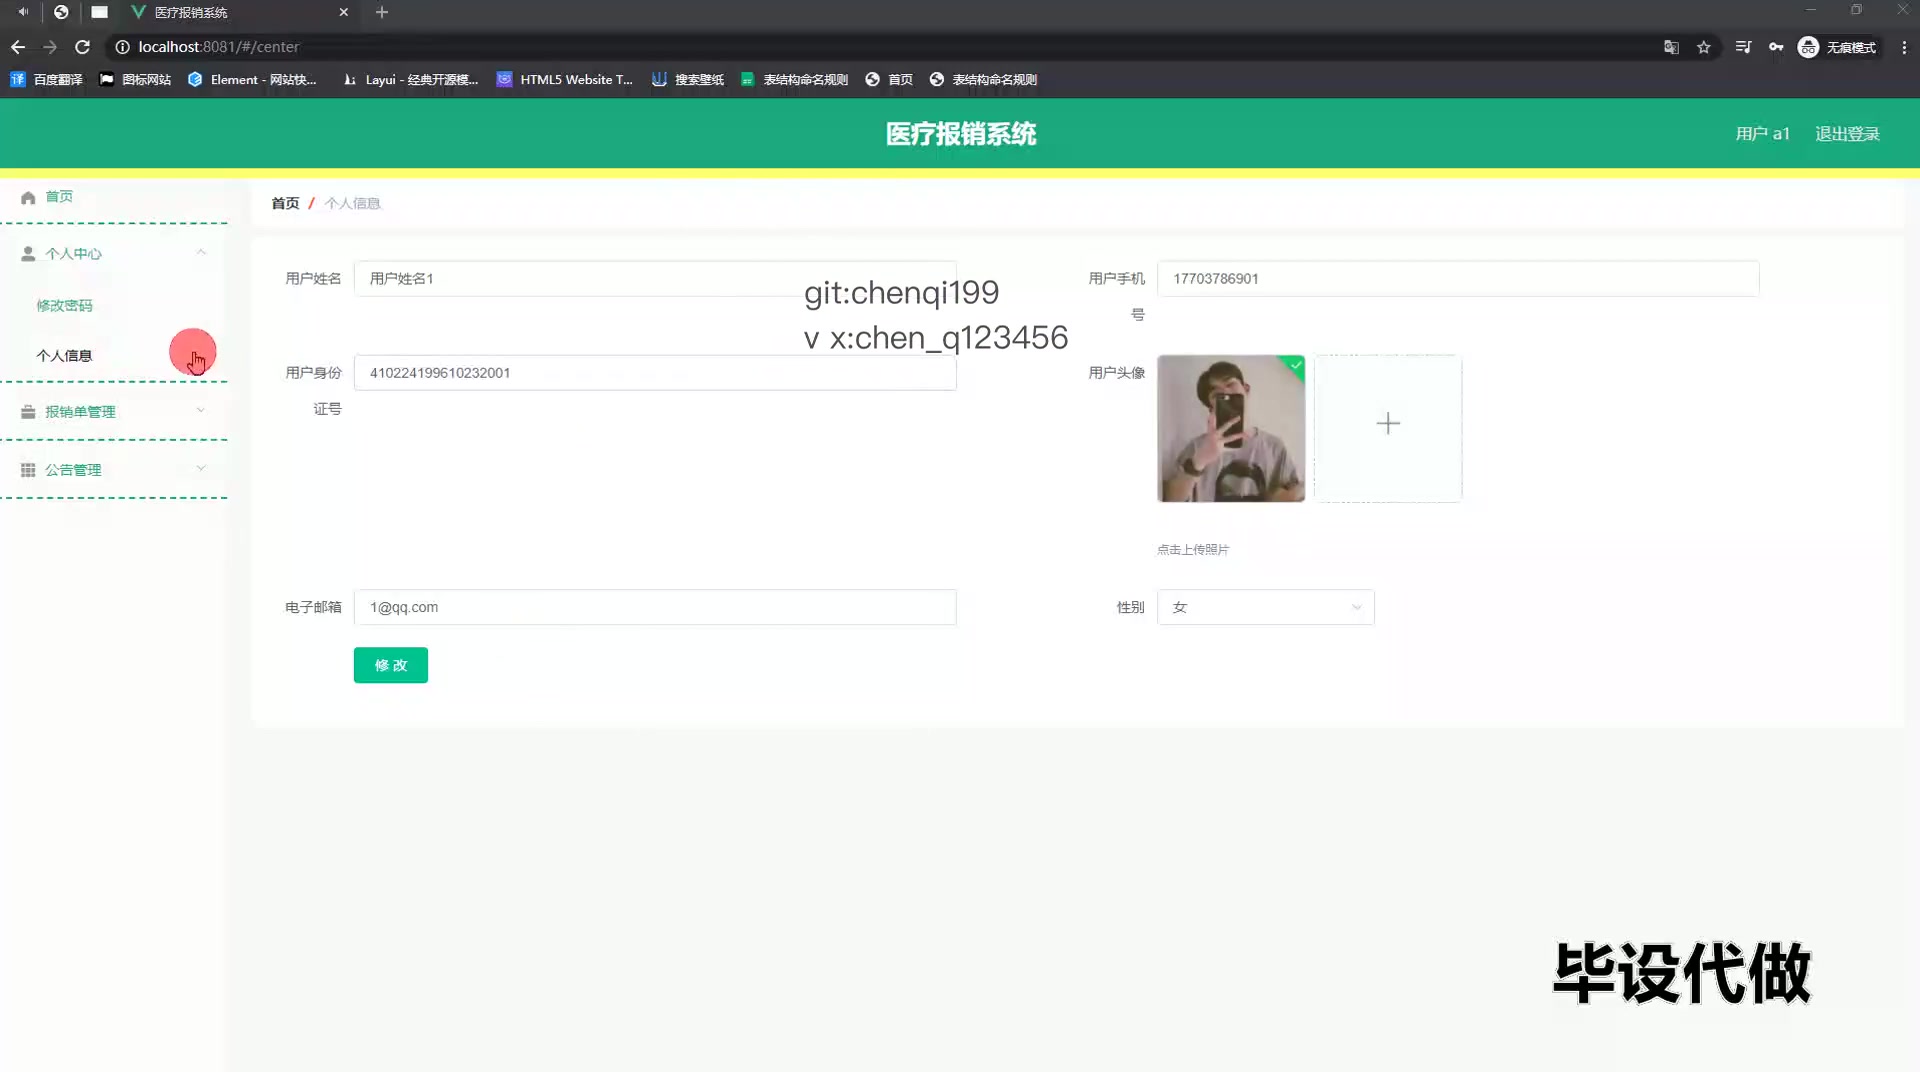 医疗报销系统
localhost:8081/#/center
无痕模式
百度翻译
图标网站
Element - 网站快...
Layui - 经典开源模...
HTML5 Website T...
搜索壁纸
表结构命名规则
首页
表结构命名规则
医疗报销系统
用户 a1
退出登录
首页
首页 / 个人信息
个人中心
修改密码
个人信息
报销单管理
公告管理
用户姓名
用户姓名1
用户手机
号
17703786901
git:chenqi199
v x:chen_q123456
用户身份
证号
410224199610232001
用户头像
点击上传照片
电子邮箱
1@qq.com
性别
女
修 改
毕设代做